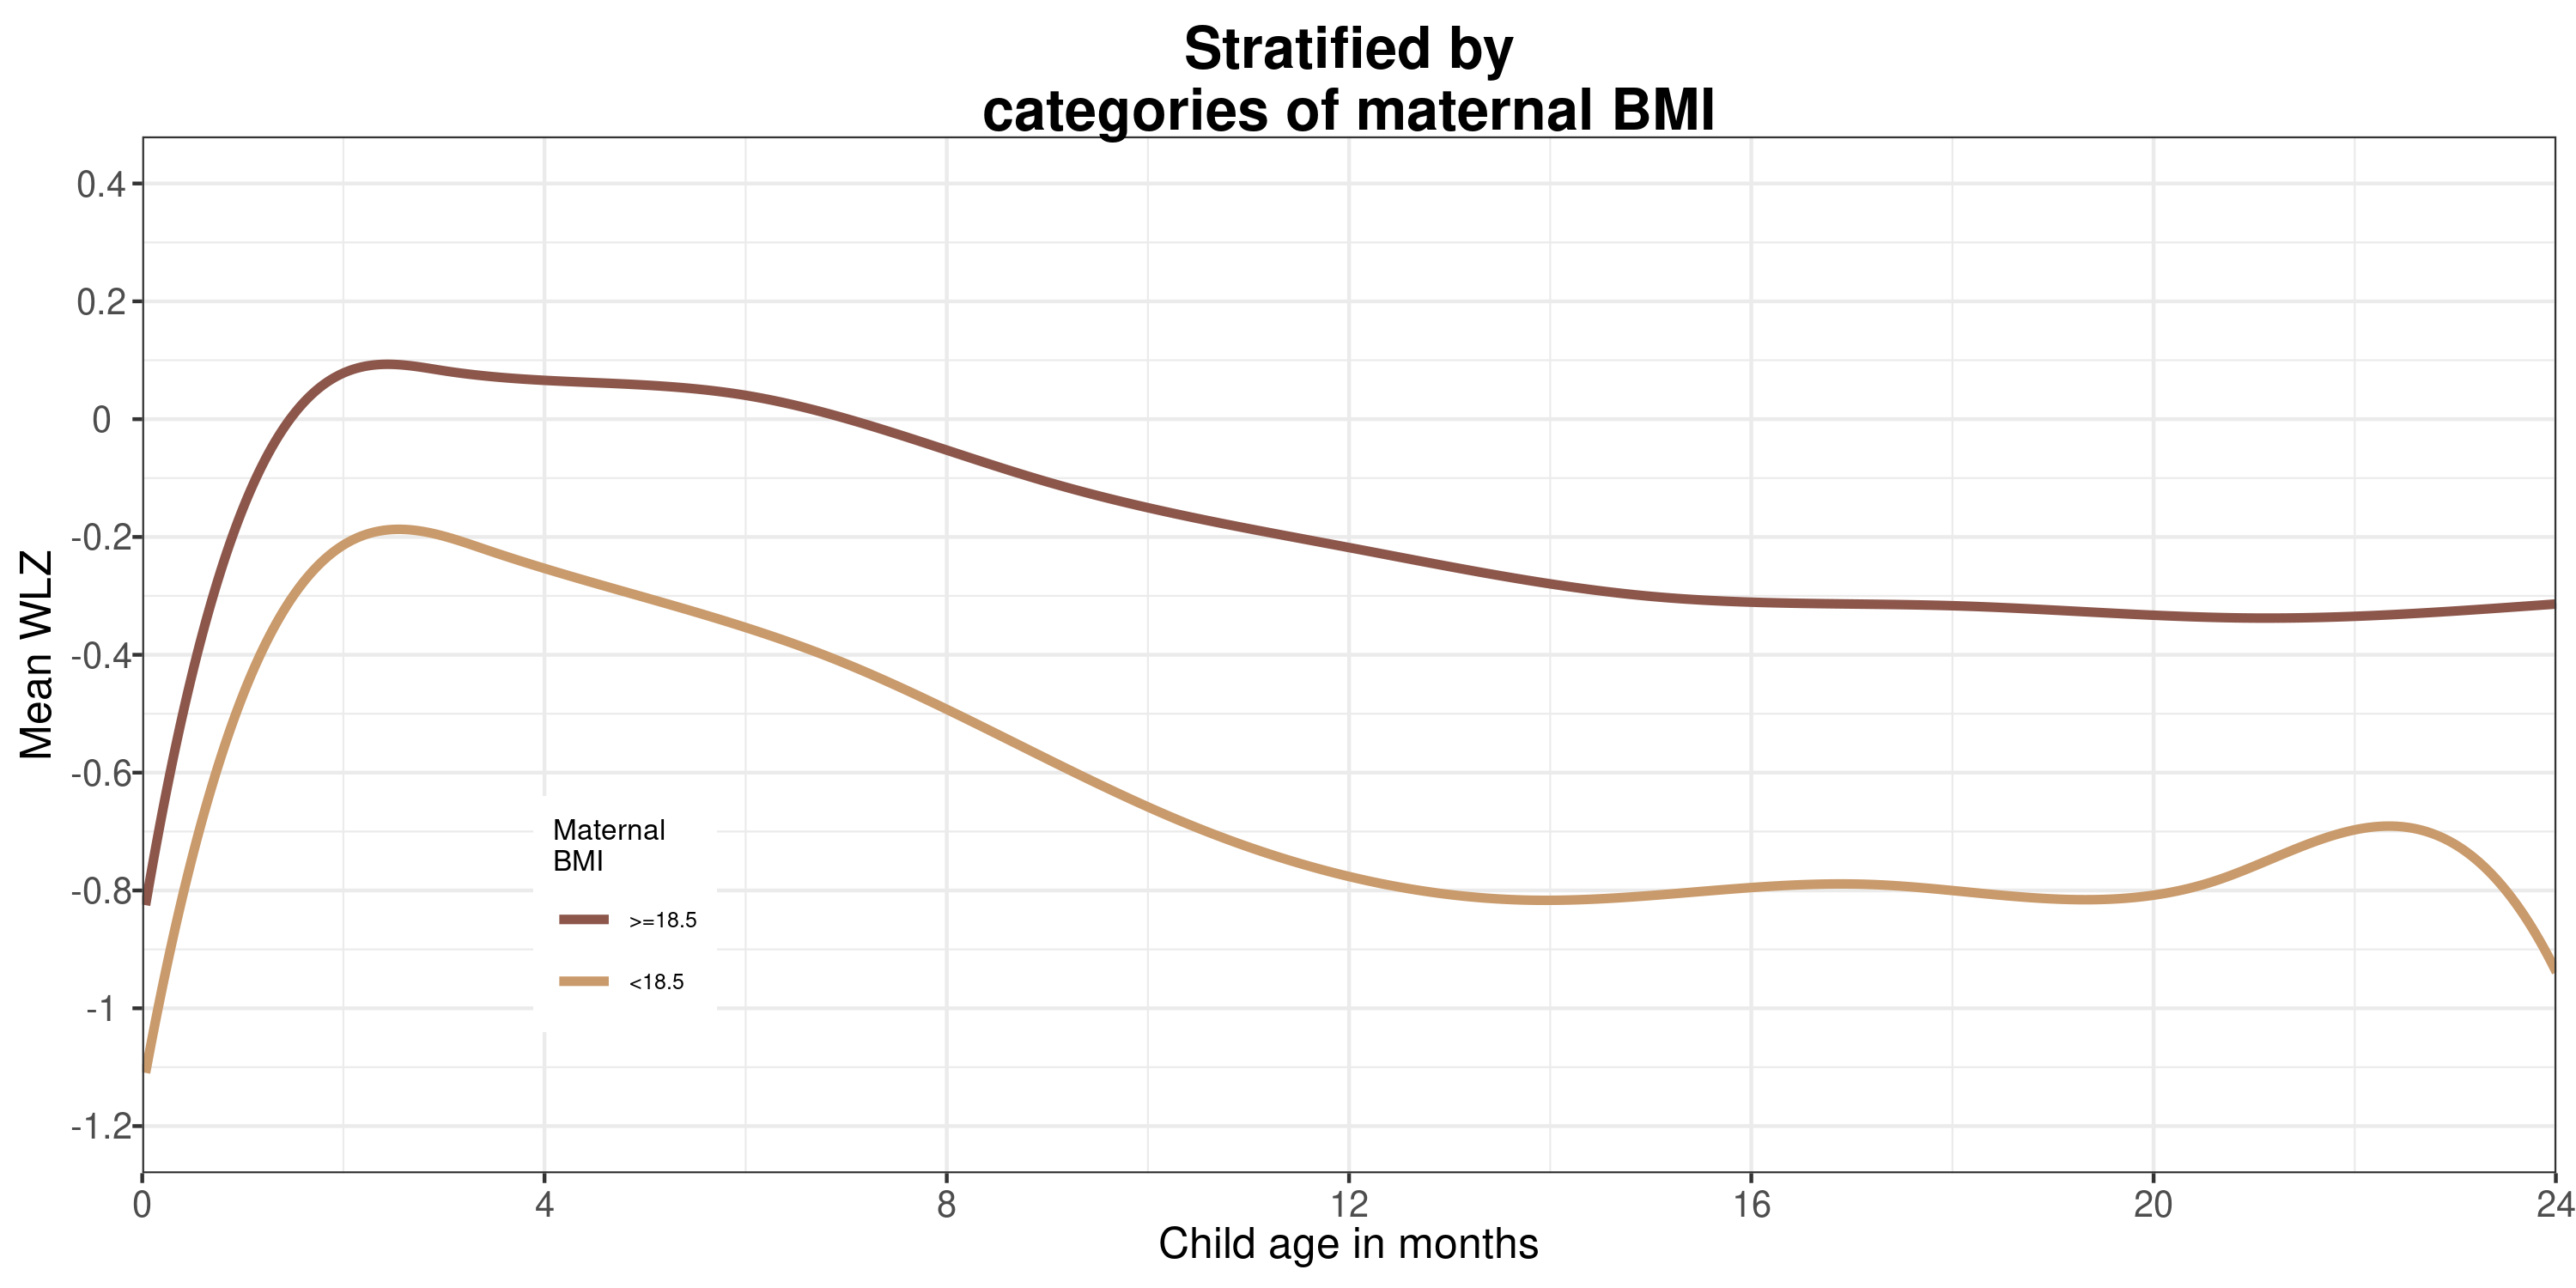 Stratified by
categories of maternal BMI
Mean WLZ
0.4
0.2
0
-0.2
-0.4
-0.6
-0.8
-1
-1.2
Maternal
BMI
>=18.5
<18.5
0 4 8 12 16 20 24
Child age in months